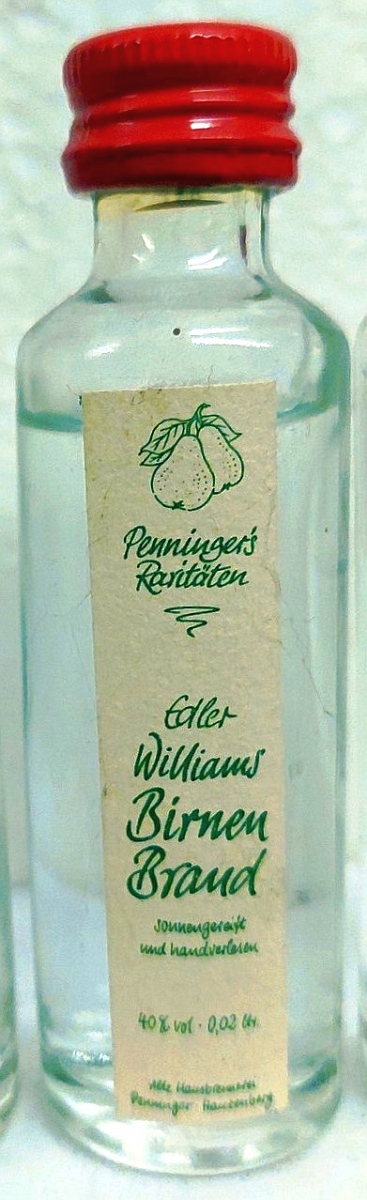 Penninger's
Raritäten
Edler
Williams
Birnen
Brand
sonnengereift
und handverlesen
40% vol · 0,02 Ltr.
Alte Hausbrennerei
Penninger Hauzenberg